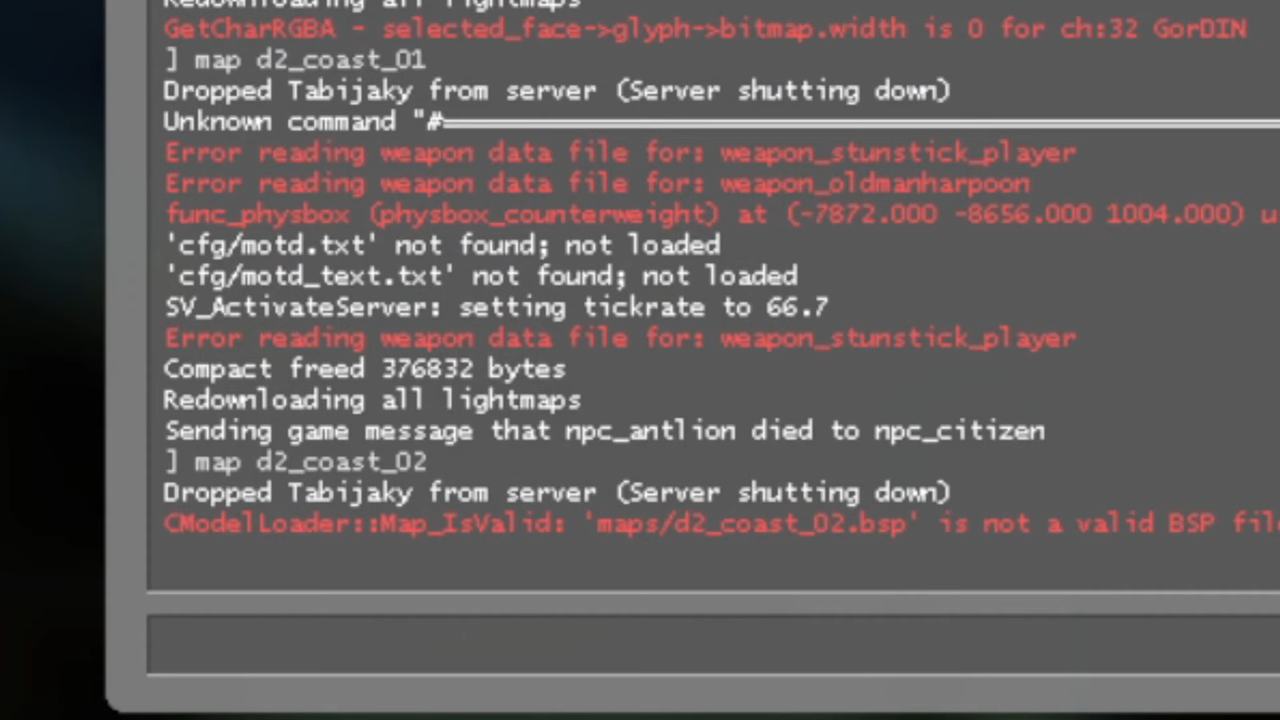 Redownloading all lightmaps
GetCharRGBA - selected_face->glyph->bitmap.width is 0 for ch:32 GorDIN
] map d2_coast_01
Dropped Tabijaky from server (Server shutting down)
Unknown command "#═══════════════════════
Error reading weapon data file for: weapon_stunstick_player
Error reading weapon data file for: weapon_oldmanharpoon
func_physbox (physbox_counterweight) at (-7872.000 -8656.000 1004.000) u
'cfg/motd.txt' not found; not loaded
'cfg/motd_text.txt' not found; not loaded
SV_ActivateServer: setting tickrate to 66.7
Error reading weapon data file for: weapon_stunstick_player
Compact freed 376832 bytes
Redownloading all lightmaps
Sending game message that npc_antlion died to npc_citizen
] map d2_coast_02
Dropped Tabijaky from server (Server shutting down)
CModelLoader::Map_IsValid: 'maps/d2_coast_02.bsp' is not a valid BSP fil